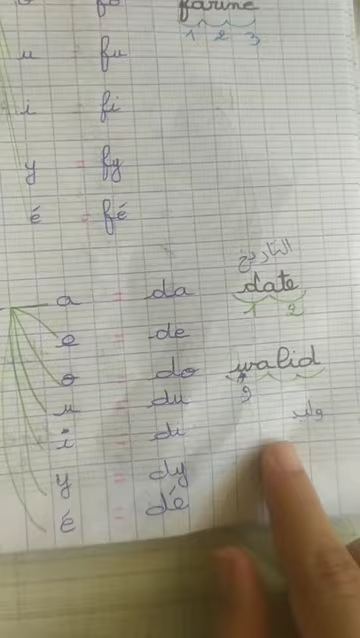 farine
1 2 3
u = fu
i = fi
y = fy
é = fé
التاريخ
a = da date
1 2
e de
o = do walid
u du
وليد
i = di
y = dy
é = dé